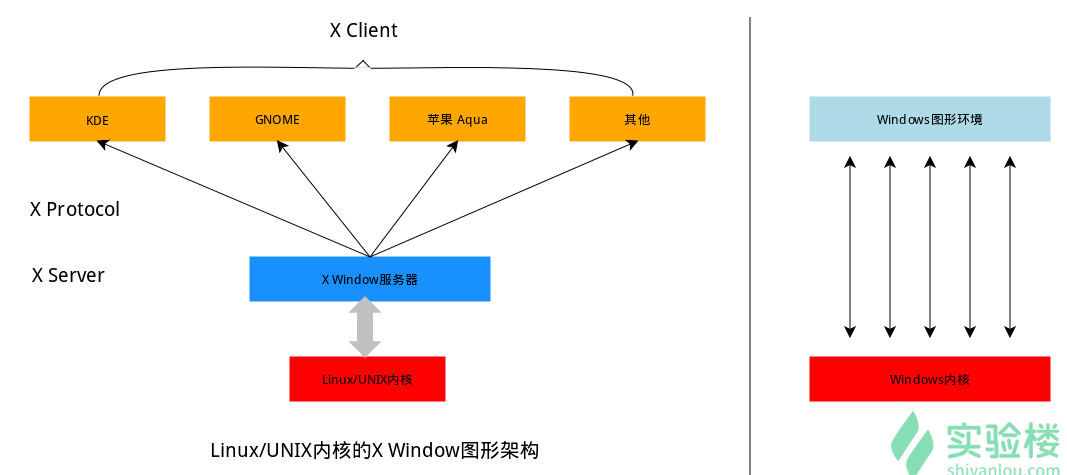 X Client
KDE
GNOME
苹果 Aqua
其他
X Protocol
X Server
X Window服务器
Linux/UNIX内核
Linux/UNIX内核的X Window图形架构
Windows图形环境
Windows内核
实验楼
shiyanlou.com